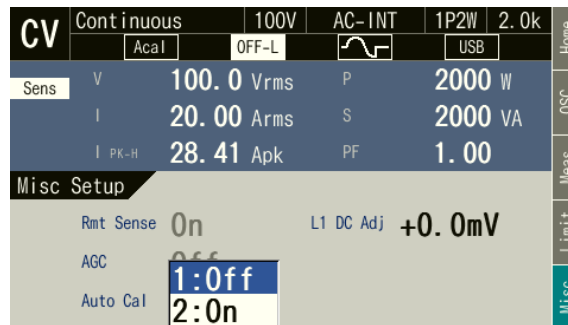 CV Continuous 100V AC-INT 1P2W 2.0k
Acal OFF-L USB
Sens V 100.0 Vrms P 2000 W
I 20.00 Arms S 2000 VA
I PK-H 28.41 Apk PF 1.00
Misc Setup
Rmt Sense On L1 DC Adj +0.0mV
AGC Off
1:Off
Auto Cal 2:On
Home
OSC
Meas
Limit
Misc